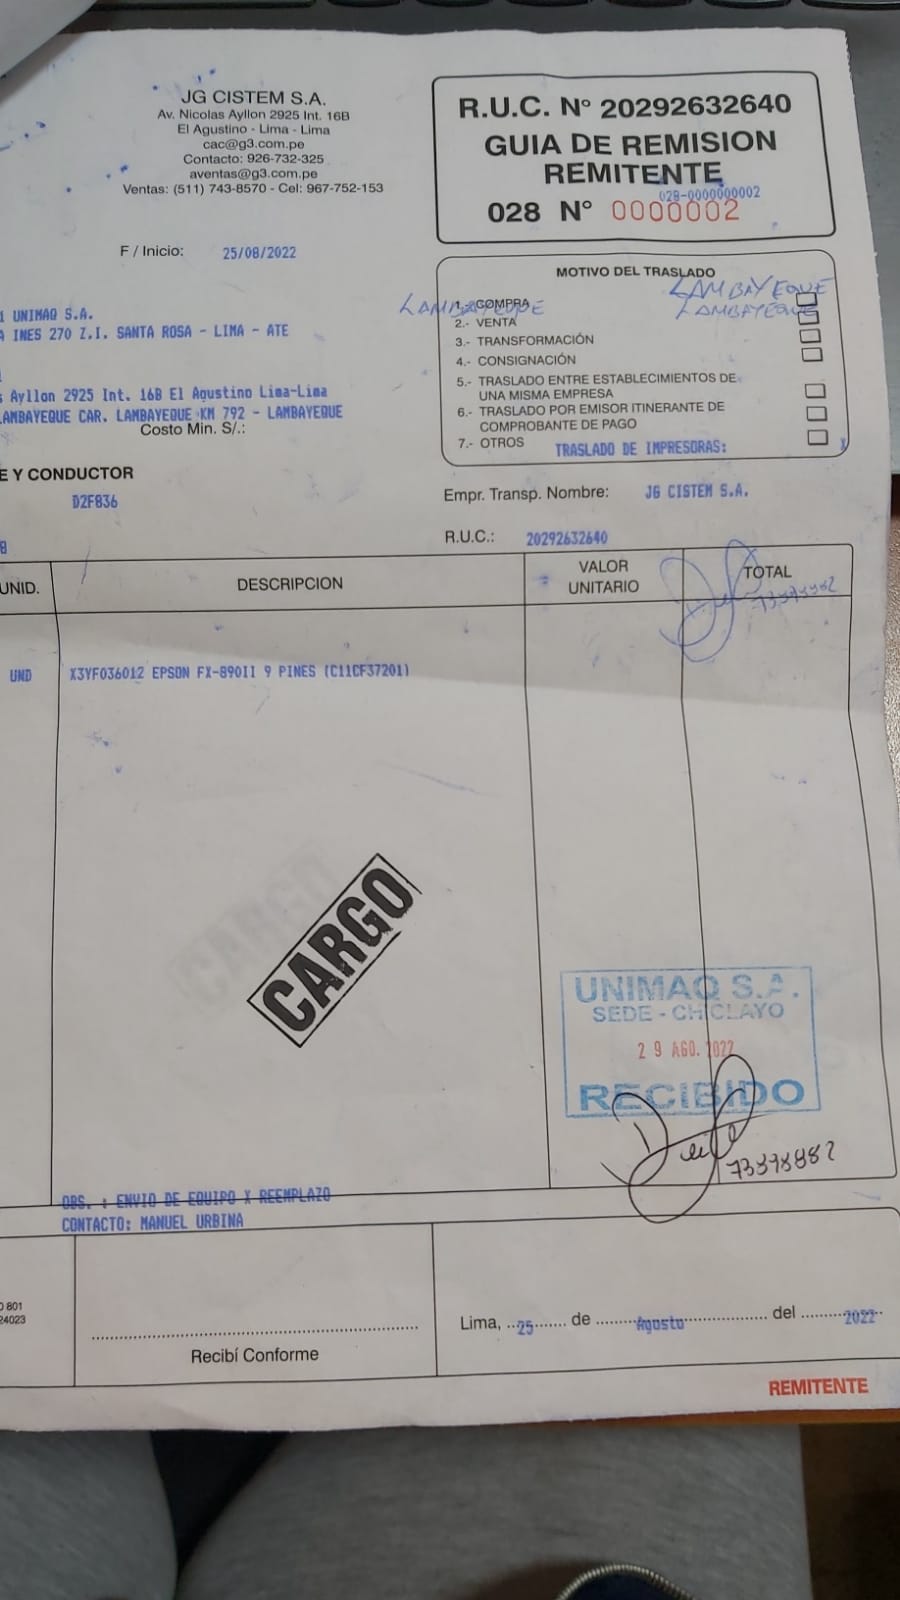 JG CISTEM S.A.
Av. Nicolas Ayllon 2925 Int. 16B
El Agustino - Lima - Lima
cac@g3.com.pe
Contacto: 926-732-325
aventas@g3.com.pe
Ventas: (511) 743-8570 - Cel: 967-752-153
R.U.C. N° 20292632640
GUIA DE REMISION
REMITENTE
028-0000000002
028 N° 0000002
F / Inicio: 25/08/2022
MOTIVO DEL TRASLADO
LAMBAYEQUE
LAMBAYEQUE
LAMBAYEQUE
1.- COMPRA
2.- VENTA
3.- TRANSFORMACIÓN
4.- CONSIGNACIÓN
5.- TRASLADO ENTRE ESTABLECIMIENTOS DE
UNA MISMA EMPRESA
6.- TRASLADO POR EMISOR ITINERANTE DE
COMPROBANTE DE PAGO
7.- OTROS TRASLADO DE IMPRESORAS: X
1 UNIMAQ S.A.
A INES 270 Z.I. SANTA ROSA - LIMA - ATE
Ayllon 2925 Int. 16B El Agustino Lima-Lima
LAMBAYEQUE CAR. LAMBAYEQUE KM 792 - LAMBAYEQUE
Costo Min. S/.:
E Y CONDUCTOR
D2F836
Empr. Transp. Nombre: JG CISTEM S.A.
R.U.C.: 20292632640
8
UNID. DESCRIPCION VALOR UNITARIO TOTAL
UND X3YF036012 EPSON FX-890II 9 PINES (C11CF37201)
CARGO
UNIMAQ S.A.
SEDE - CHICLAYO
29 AGO. 2022
RECIBIDO
73398882
OBS. : ENVIO DE EQUIPO X REEMPLAZO
CONTACTO: MANUEL URBINA
O 801
24023
Recibí Conforme
Lima, 25 de Agosto del 2022
REMITENTE